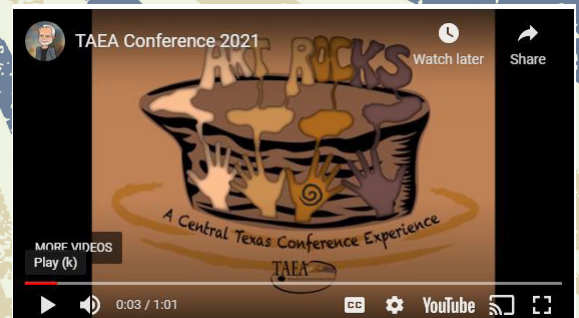 TAEA Conference 2021
Watch later
Share
ART ROCKS
A Central Texas Conference Experience
TAEA
MORE VIDEOS
Play (k)
0:03 / 1:01
CC
YouTube